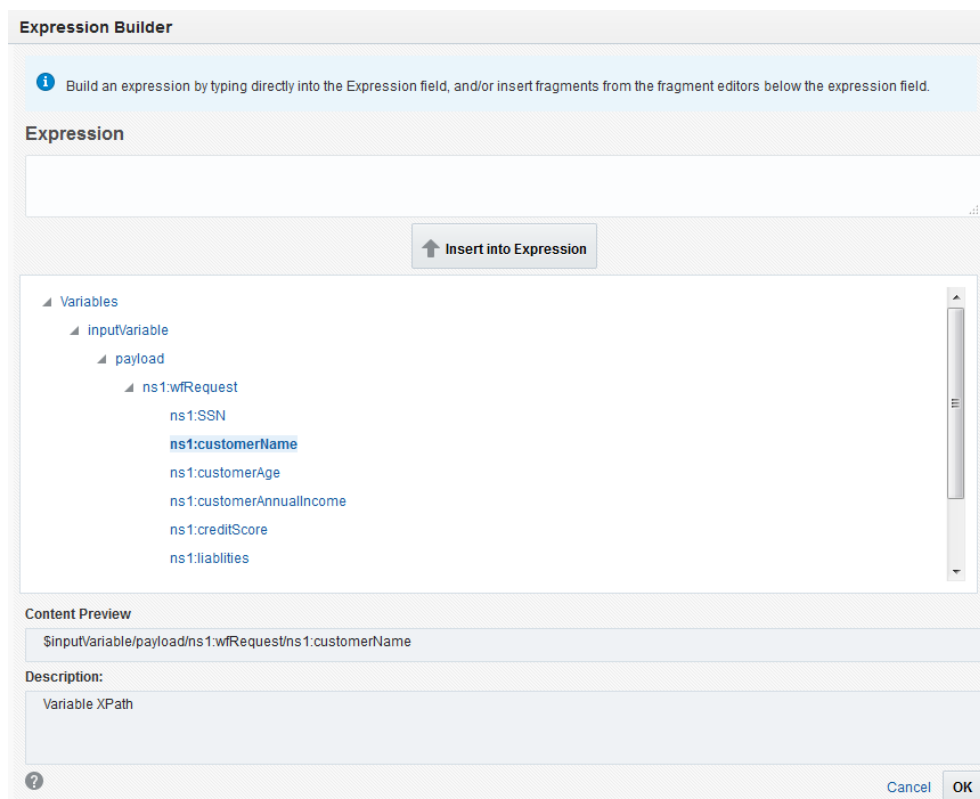 Expression Builder
Build an expression by typing directly into the Expression field, and/or insert fragments from the fragment editors below the expression field.
Expression
Insert into Expression
Variables
inputVariable
payload
ns1:wfRequest
ns1:SSN
ns1:customerName
ns1:customerAge
ns1:customerAnnualIncome
ns1:creditScore
ns1:liablities
Content Preview
$inputVariable/payload/ns1:wfRequest/ns1:customerName
Description:
Variable XPath
Cancel OK